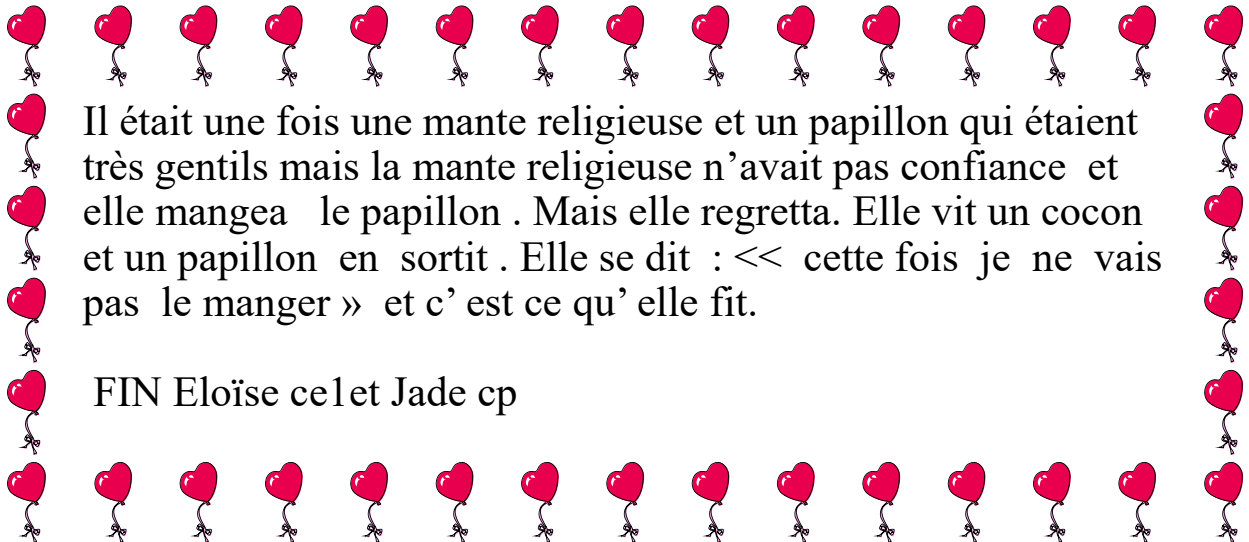 Il était une fois une mante religieuse et un papillon qui étaient
très gentils mais la mante religieuse n’avait pas confiance  et
elle mangea   le papillon . Mais elle regretta. Elle vit un cocon
et un papillon  en  sortit . Elle se dit  : <<  cette fois  je  ne  vais
pas  le manger »  et c’ est ce qu’ elle fit.
FIN Eloïse ce1et Jade cp